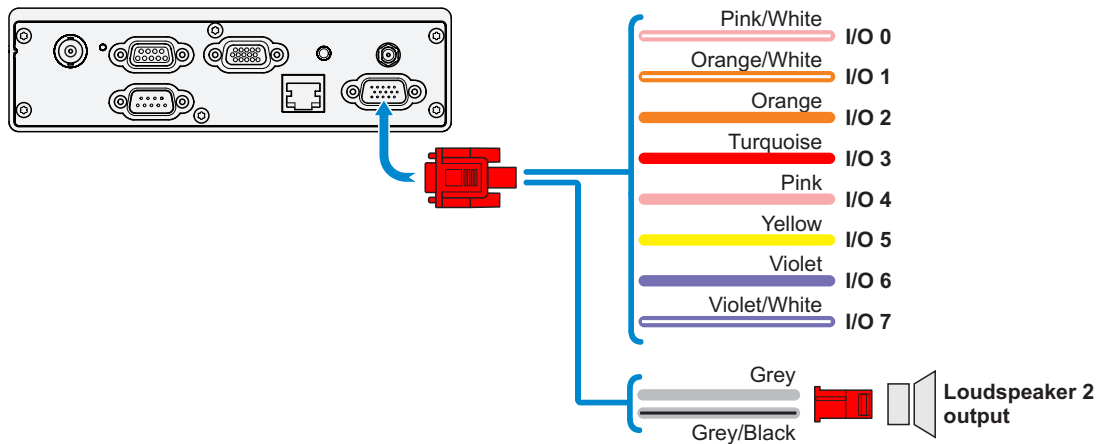 Pink/White
I/O 0
Orange/White
I/O 1
Orange
I/O 2
Turquoise
I/O 3
Pink
I/O 4
Yellow
I/O 5
Violet
I/O 6
Violet/White
I/O 7
Grey
Grey/Black
Loudspeaker 2
output